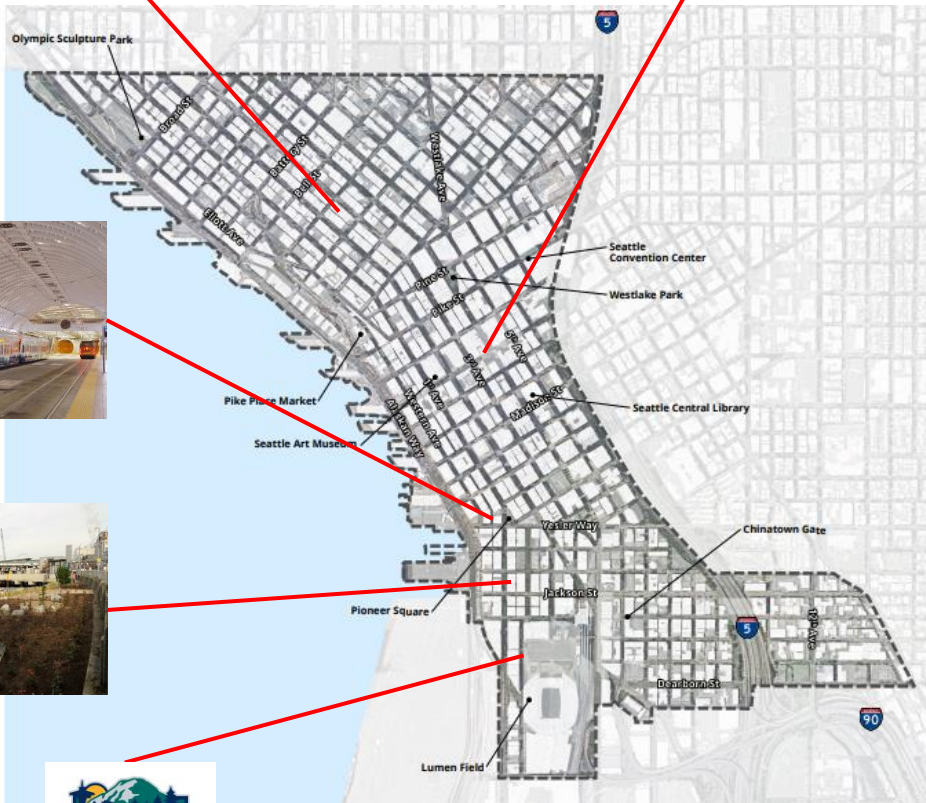 5
Olympic Sculpture Park
Broad St
Battery St
Bell St
Westlake Ave
Elliott Ave
Seattle
Convention Center
Pine St
Westlake Park
Pike St
5th Ave
3rd Ave
1st Ave
Pike Place Market
Western Ave
Madison St
Seattle Central Library
Alaskan Way
Seattle Art Museum
Yesler Way
Chinatown Gate
Jackson St
Pioneer Square
5
12th Ave
Dearborn St
90
Lumen Field